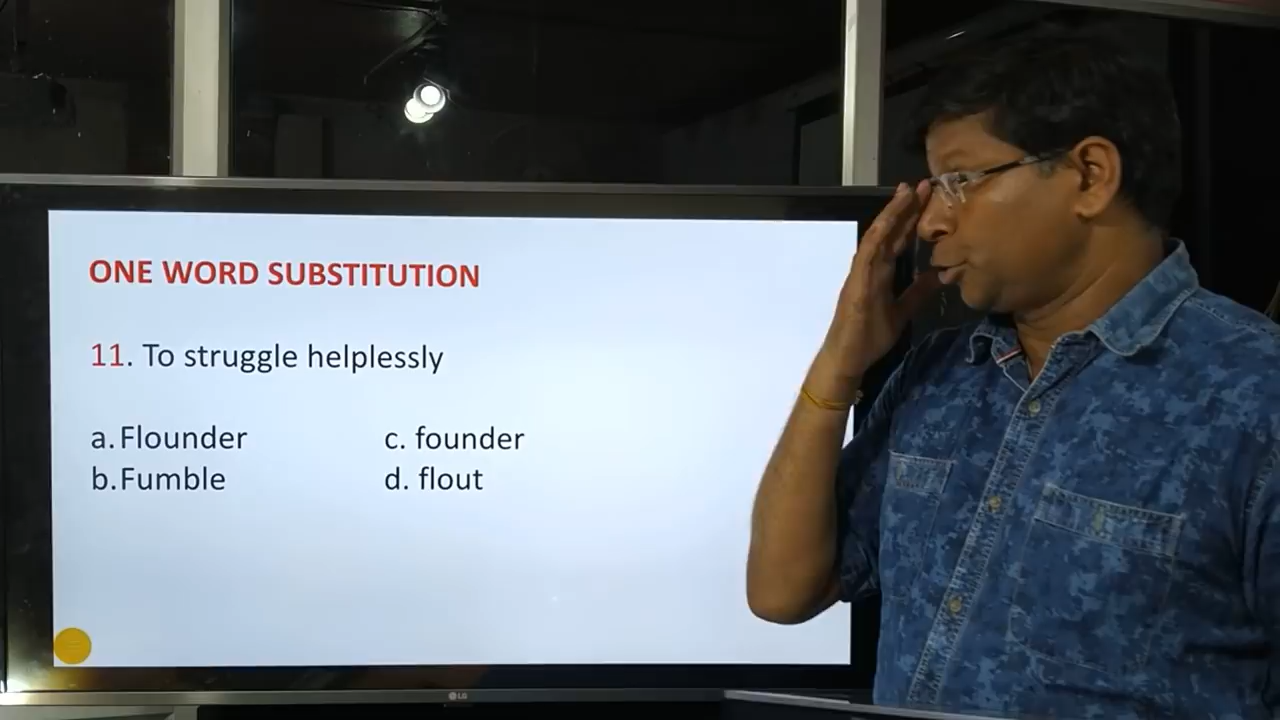 ONE WORD SUBSTITUTION
11. To struggle helplessly
a. Flounder
b. Fumble
c. founder
d. flout
LG